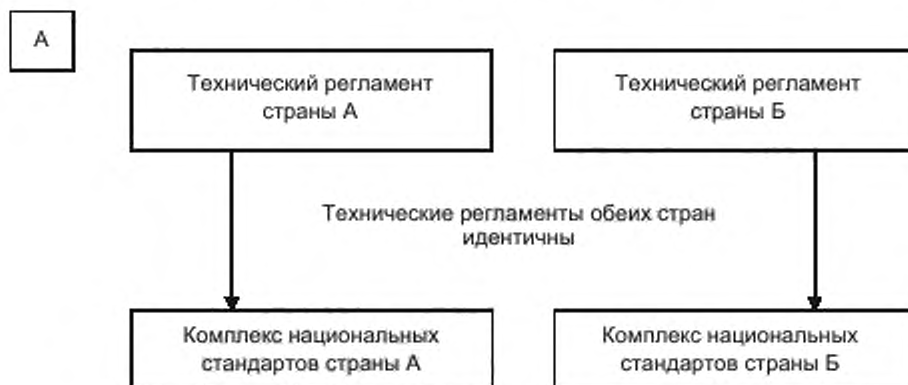 А
Технический регламент
страны А
Технический регламент
страны Б
Технические регламенты обеих стран
идентичны
Комплекс национальных
стандартов страны А
Комплекс национальных
стандартов страны Б